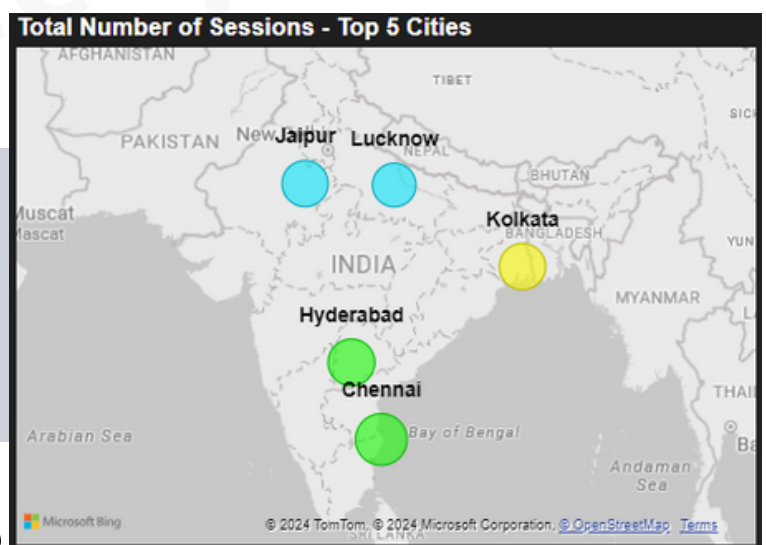 Total Number of Sessions - Top 5 Cities
AFGHANISTAN
TIBET
PAKISTAN
New
Jaipur
Lucknow
NEPAL
BHUTAN
Muscat
Mascat
Kolkata
BANGLADESH
INDIA
MYANMAR
Hyderabad
Chennai
Arabian Sea
Bay of Bengal
Andaman
Sea
Microsoft Bing
© 2024 TomTom, © 2024 Microsoft Corporation, © OpenStreetMap Terms
SRI LANKA